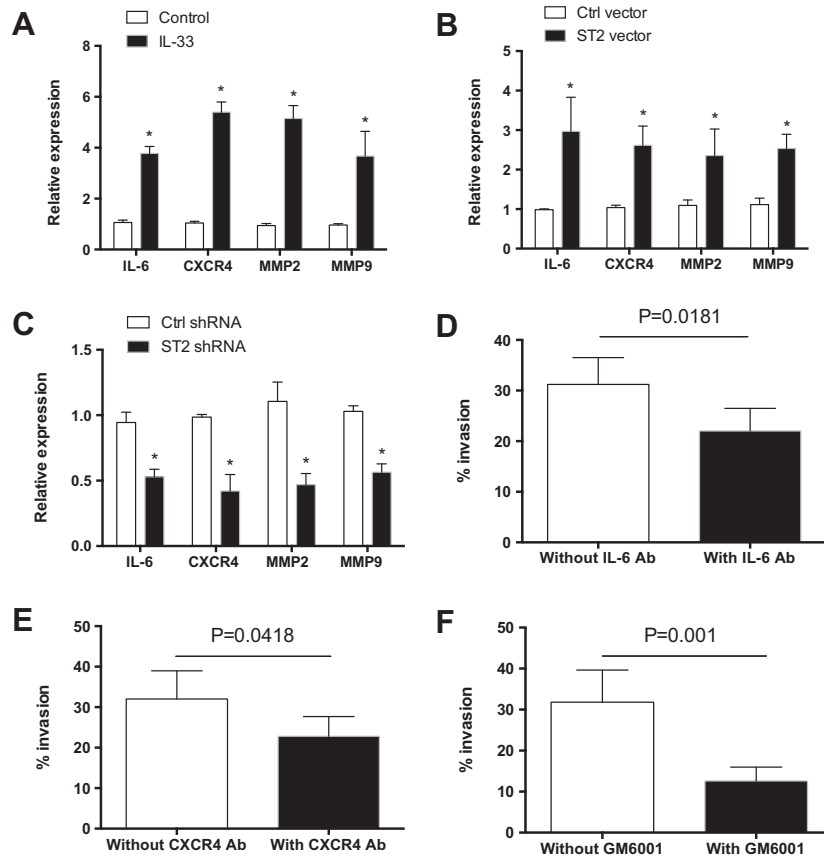 A
Control
IL-33
Relative expression
8
6
4
2
0
* * * *
IL-6 CXCR4 MMP2 MMP9
B
Ctrl vector
ST2 vector
Relative expression
5
4
3
2
1
0
* * * *
IL-6 CXCR4 MMP2 MMP9
C
Ctrl shRNA
ST2 shRNA
Relative expression
1.5
1.0
0.5
0.0
* * * *
IL-6 CXCR4 MMP2 MMP9
D
P=0.0181
% invasion
40
30
20
10
0
Without IL-6 Ab With IL-6 Ab
E
P=0.0418
% invasion
50
40
30
20
10
0
Without CXCR4 Ab With CXCR4 Ab
F
P=0.001
% invasion
50
40
30
20
10
0
Without GM6001 With GM6001